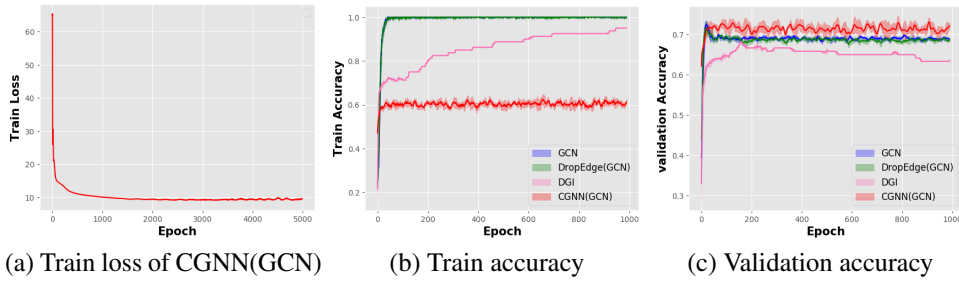 60
50
40
30
20
10
Train Loss
0
1000
2000
3000
4000
5000
Epoch
1.0
0.8
0.6
0.4
0.2
Train Accuracy
GCN
DropEdge(GCN)
DGI
CGNN(GCN)
0
200
400
600
800
1000
Epoch
0.7
0.6
0.5
0.4
0.3
validation Accuracy
GCN
DropEdge(GCN)
DGI
CGNN(GCN)
0
200
400
600
800
1000
Epoch
(a) Train loss of CGNN(GCN)
(b) Train accuracy
(c) Validation accuracy